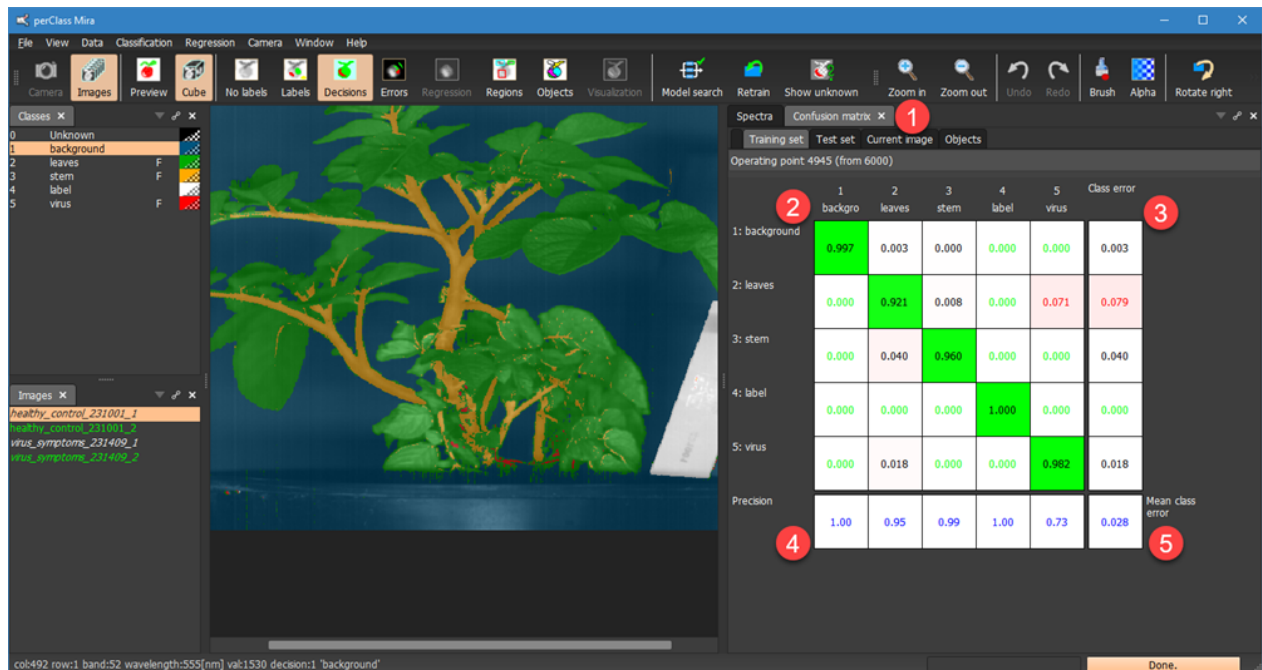 perClass Mira
File View Data Classification Regression Camera Window Help
Camera Images Preview Cube No labels Labels Decisions Errors Regression Regions Objects Visualization Model search Retrain Show unknown Zoom in Zoom out Undo Redo Brush Alpha Rotate right
Classes
0 Unknown
1 background
2 leaves F
3 stem F
4 label
5 virus F
Images
healthy_control_231001_1
healthy_control_231001_2
virus_symptoms_231409_1
virus_symptoms_231409_2
Spectra Confusion matrix 1
Training set Test set Current image Objects
Operating point 4945 (from 6000)
1 2 3 4 5 Class error
2 backgro leaves stem label virus 3
1: background 0.997 0.003 0.000 0.000 0.000 0.003
2: leaves 0.000 0.921 0.008 0.000 0.071 0.079
3: stem 0.000 0.040 0.960 0.000 0.000 0.040
4: label 0.000 0.000 0.000 1.000 0.000 0.000
5: virus 0.000 0.018 0.000 0.000 0.982 0.018
Precision 1.00 0.95 0.99 1.00 0.73 0.028 Mean class error
4 5
col:492 row:1 band:52 wavelength:555[nm] val:1530 decision:1 'background'
Done.